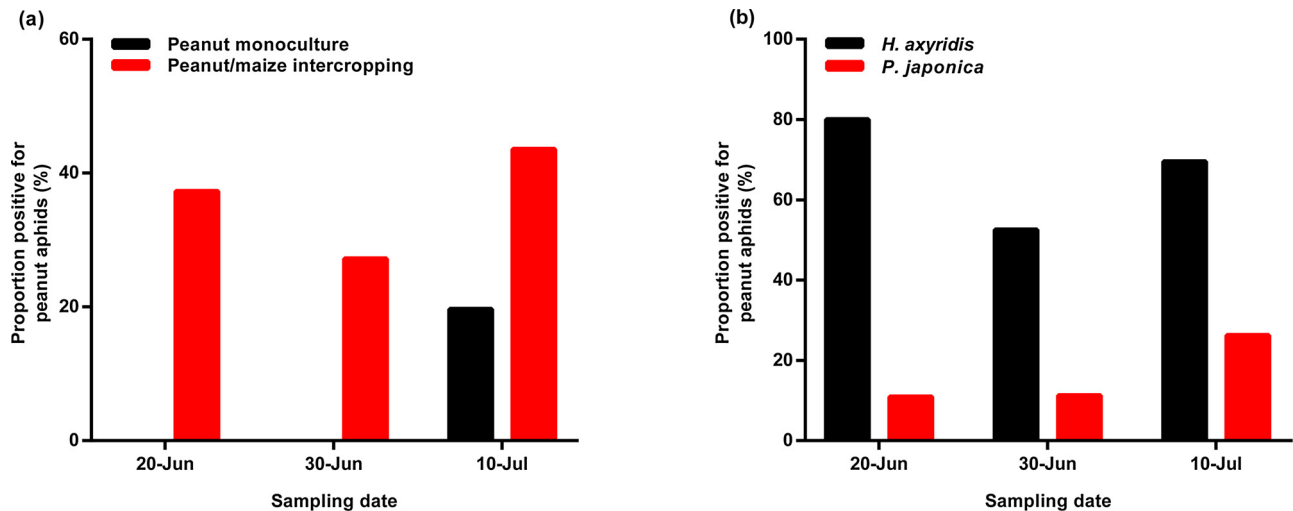 (a)
Peanut monoculture
Peanut/maize intercropping
Proportion positive for
peanut aphids (%)
60
40
20
0
20-Jun
30-Jun
10-Jul
Sampling date
(b)
H. axyridis
P. japonica
Proportion positive for
peanut aphids (%)
100
80
60
40
20
0
20-Jun
30-Jun
10-Jul
Sampling date